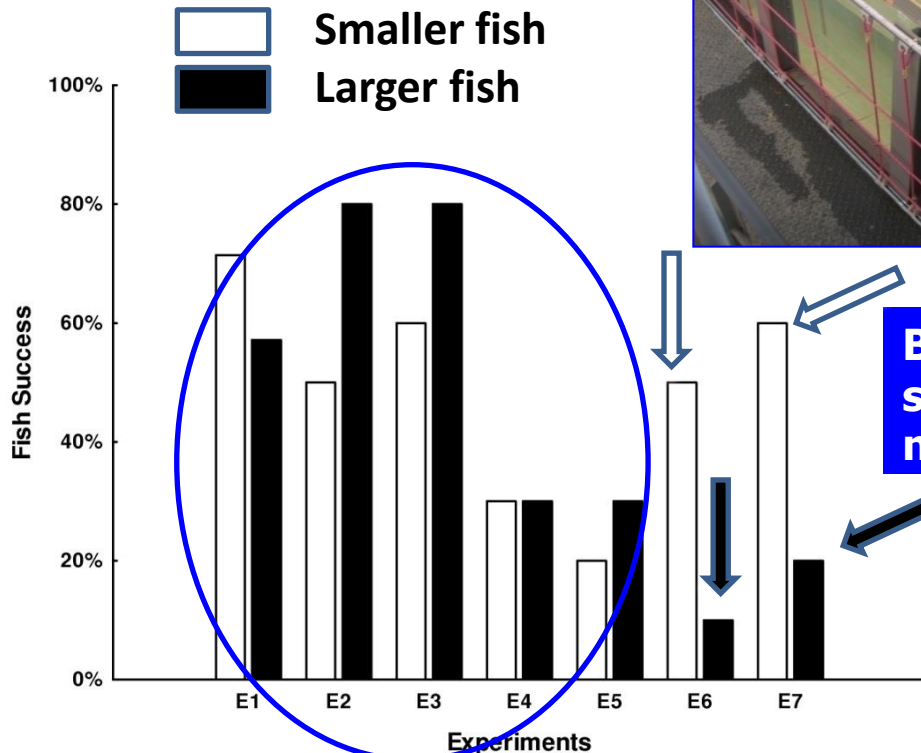 Smaller fish
Larger fish
100%
80%
60%
40%
20%
0%
Fish Success
E1 E2 E3 E4 E5 E6 E7
Experiments